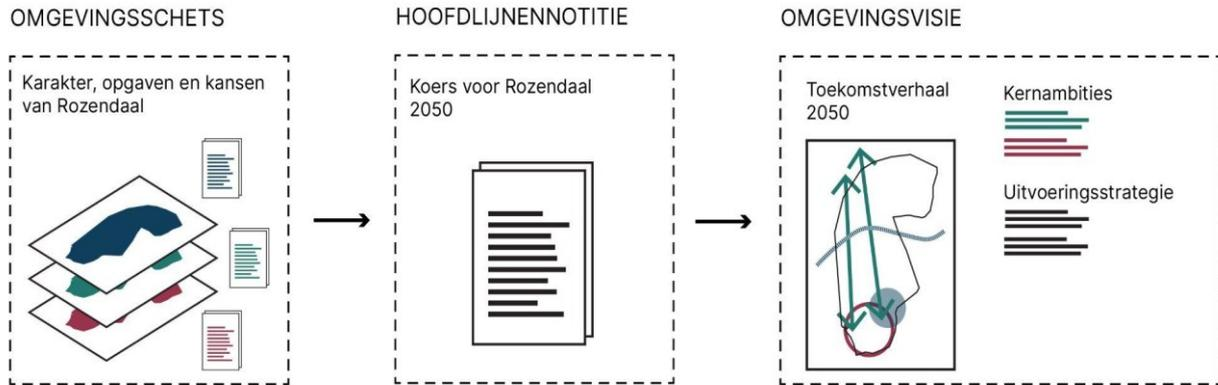 OMGEVINGSSCHETS
Karakter, opgaven en kansen
van Rozendaal
HOOFDLIJNENNOTITIE
Koers voor Rozendaal
2050
OMGEVINGSVISIE
Toekomstverhaal
2050
Kernambities
Uitvoeringsstrategie